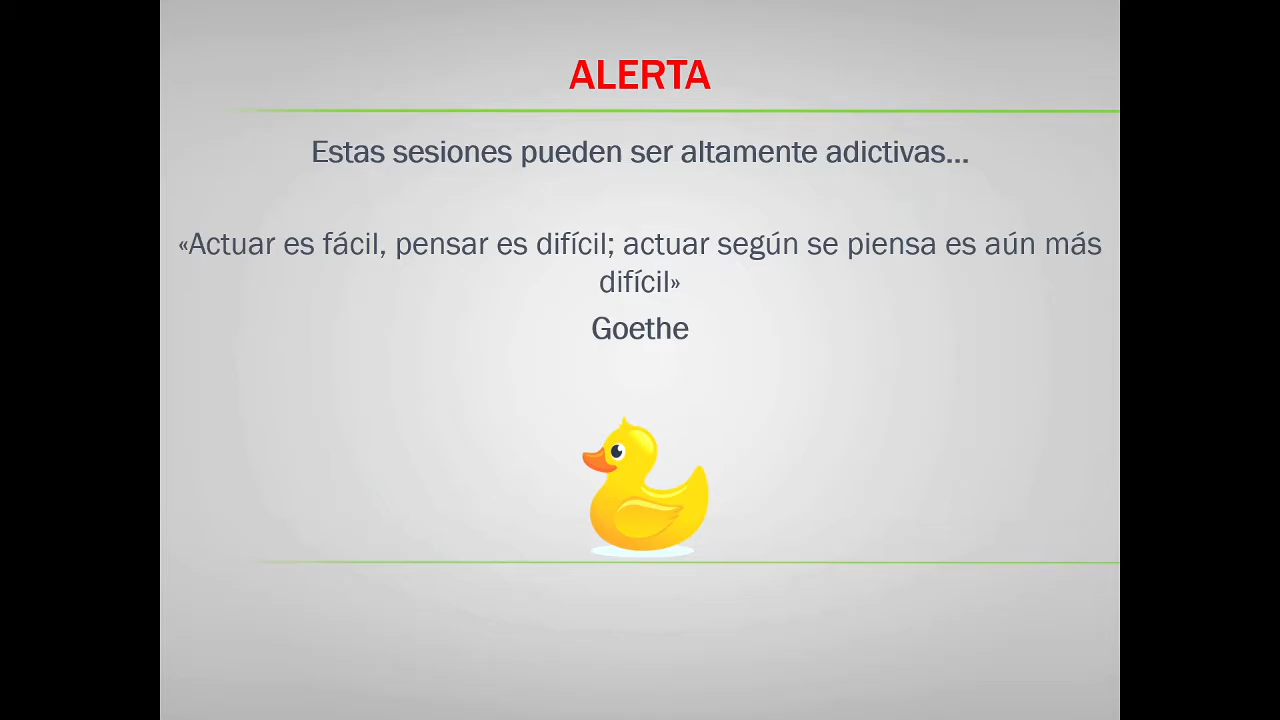 ALERTA
Estas sesiones pueden ser altamente adictivas...
«Actuar es fácil, pensar es difícil; actuar según se piensa es aún más
difícil»
Goethe